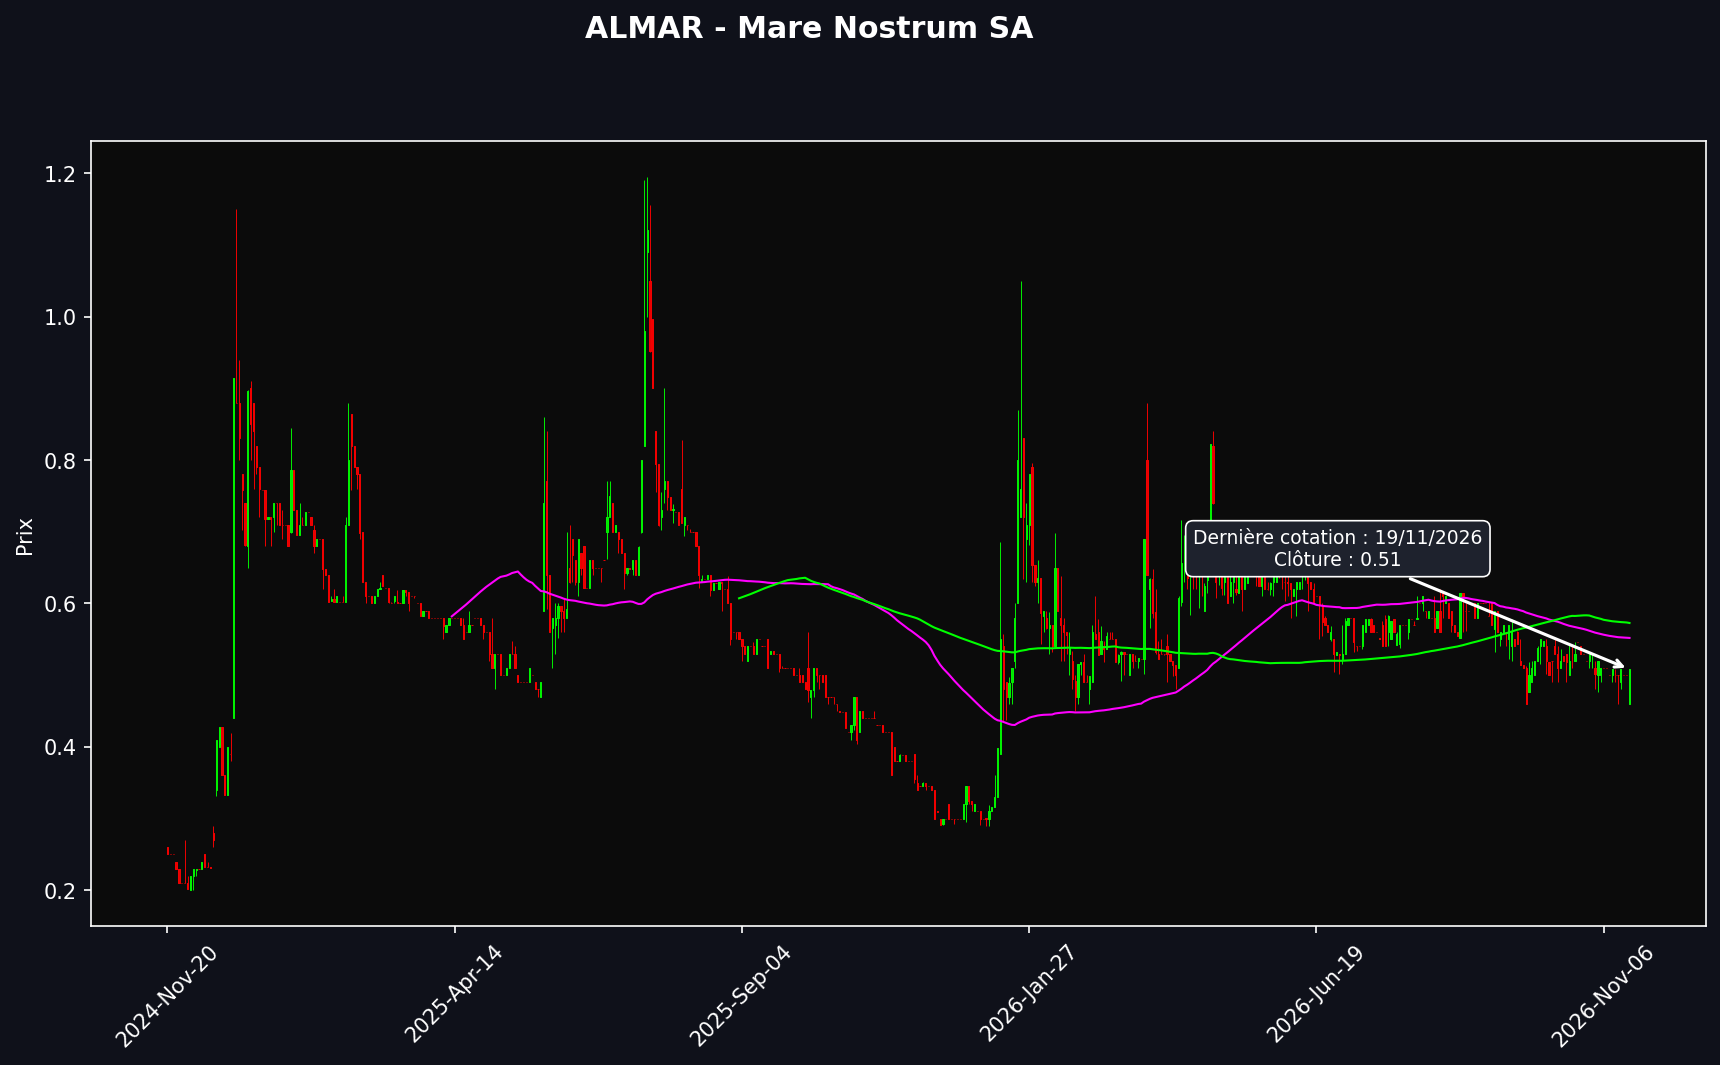 ALMAR - Mare Nostrum SA
Prix
1.2
1.0
0.8
0.6
0.4
0.2
Dernière cotation : 19/11/2026
Clôture : 0.51
2024-Nov-20
2025-Apr-14
2025-Sep-04
2026-Jan-27
2026-Jun-19
2026-Nov-06